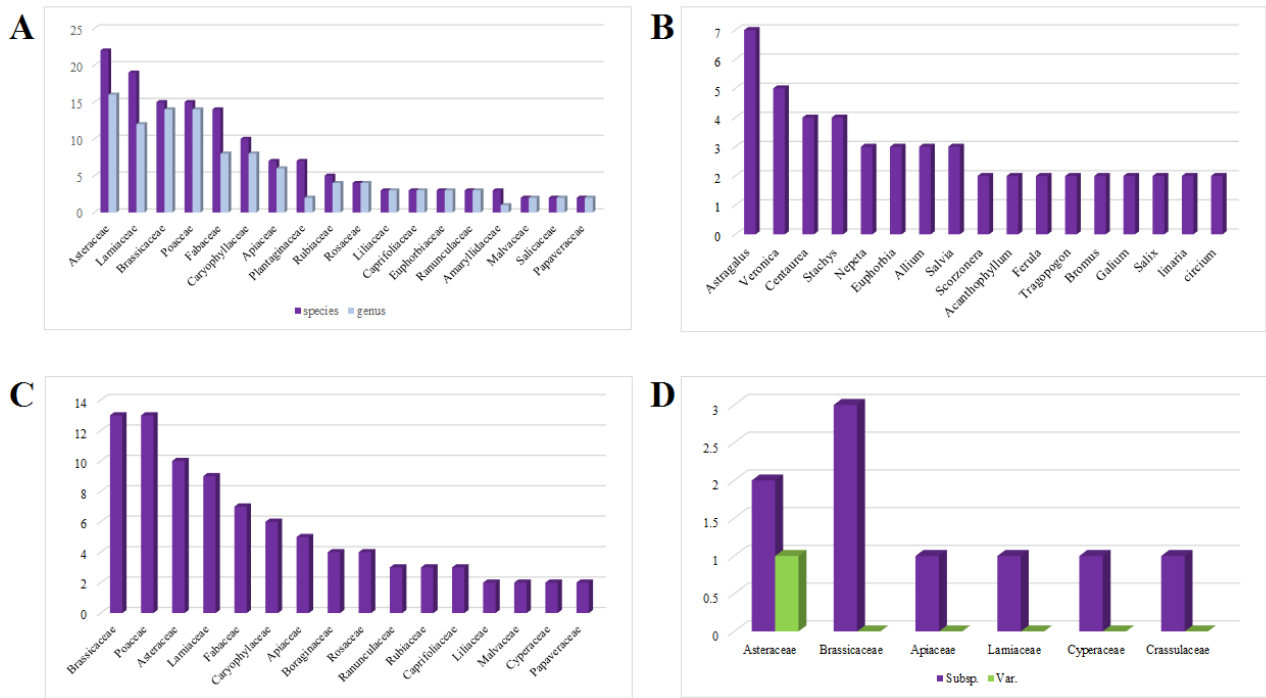 A
25
20
15
10
5
0
Asteraceae
Lamiaceae
Brassicaceae
Poaceae
Fabaceae
Caryophyllaceae
Apiaceae
Plantaginaceae
Rubiaceae
Rosaceae
Liliaceae
Caprifoliaceae
Euphorbiaceae
Ranunculaceae
Amaryllidaceae
Malvaceae
Salicaceae
Papaveraceae
species genus
B
7
6
5
4
3
2
1
0
Astragalus
Veronica
Centaurea
Stachys
Nepeta
Euphorbia
Allium
Salvia
Scorzonera
Acanthophyllum
Ferula
Tragopogon
Bromus
Galium
Salix
linaria
circium
C
14
12
10
8
6
4
2
0
Brassicaceae
Poaceae
Asteraceae
Lamiaceae
Fabaceae
Caryophylaceae
Apiaceae
Boraginaceae
Rosaceae
Ranunculaceae
Rubiaceae
Caprifoliaceae
Liliaceae
Malvaceae
Cyperaceae
Papaveraceae
D
3
2.5
2
1.5
1
0.5
0
Asteraceae Brassicaceae Apiaceae Lamiaceae Cyperaceae Crassulaceae
Subsp. Var.